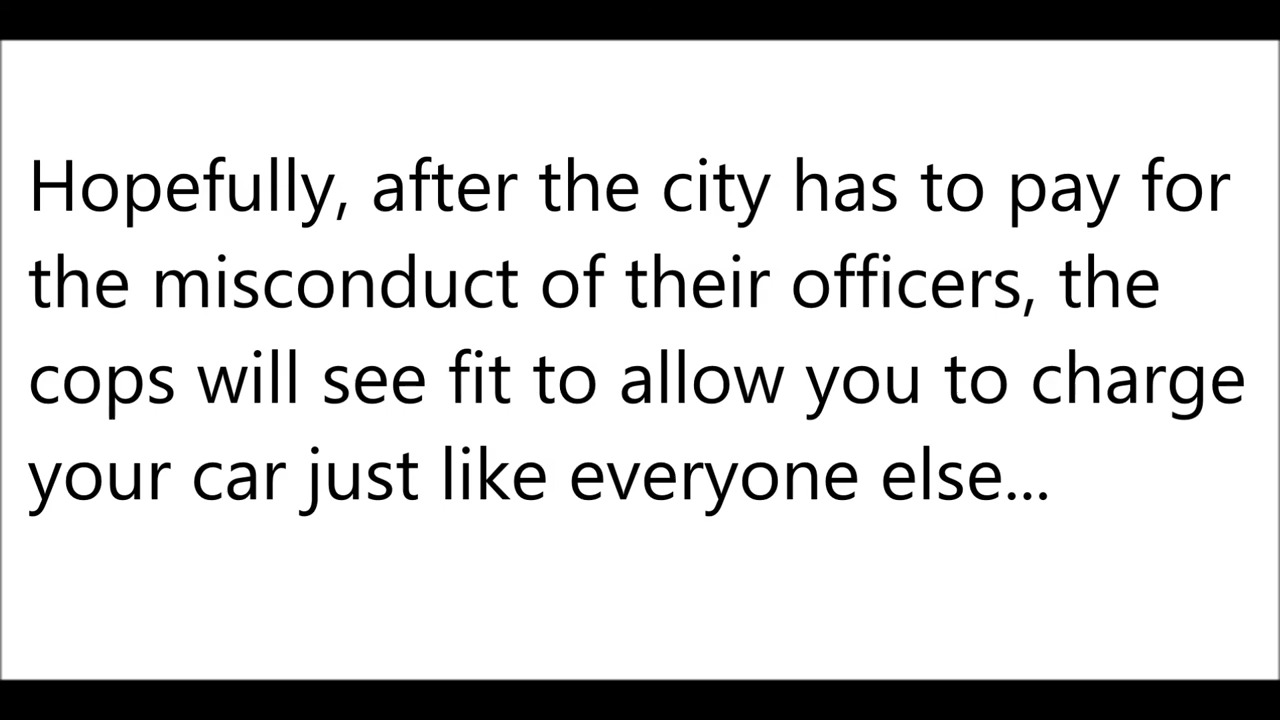 Hopefully, after the city has to pay for
the misconduct of their officers, the
cops will see fit to allow you to charge
your car just like everyone else...